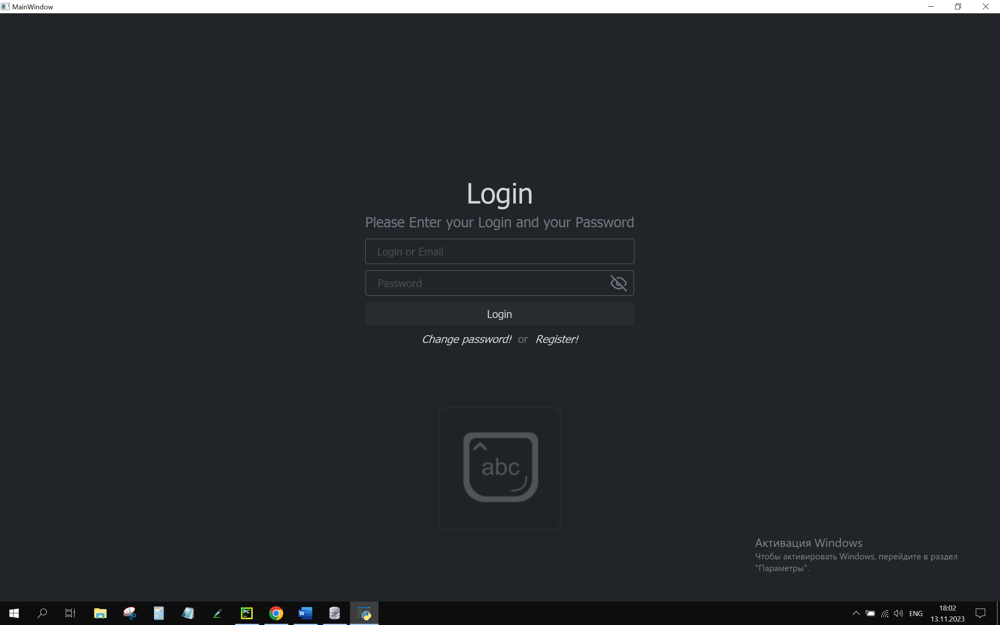 MainWindow
Login
Please Enter your Login and your Password
Login or Email
Password
Login
Change password! or Register!
abc
Активация Windows
Чтобы активировать Windows, перейдите в раздел
"Параметры".
PC
W
ENG
18:02
13.11.2023